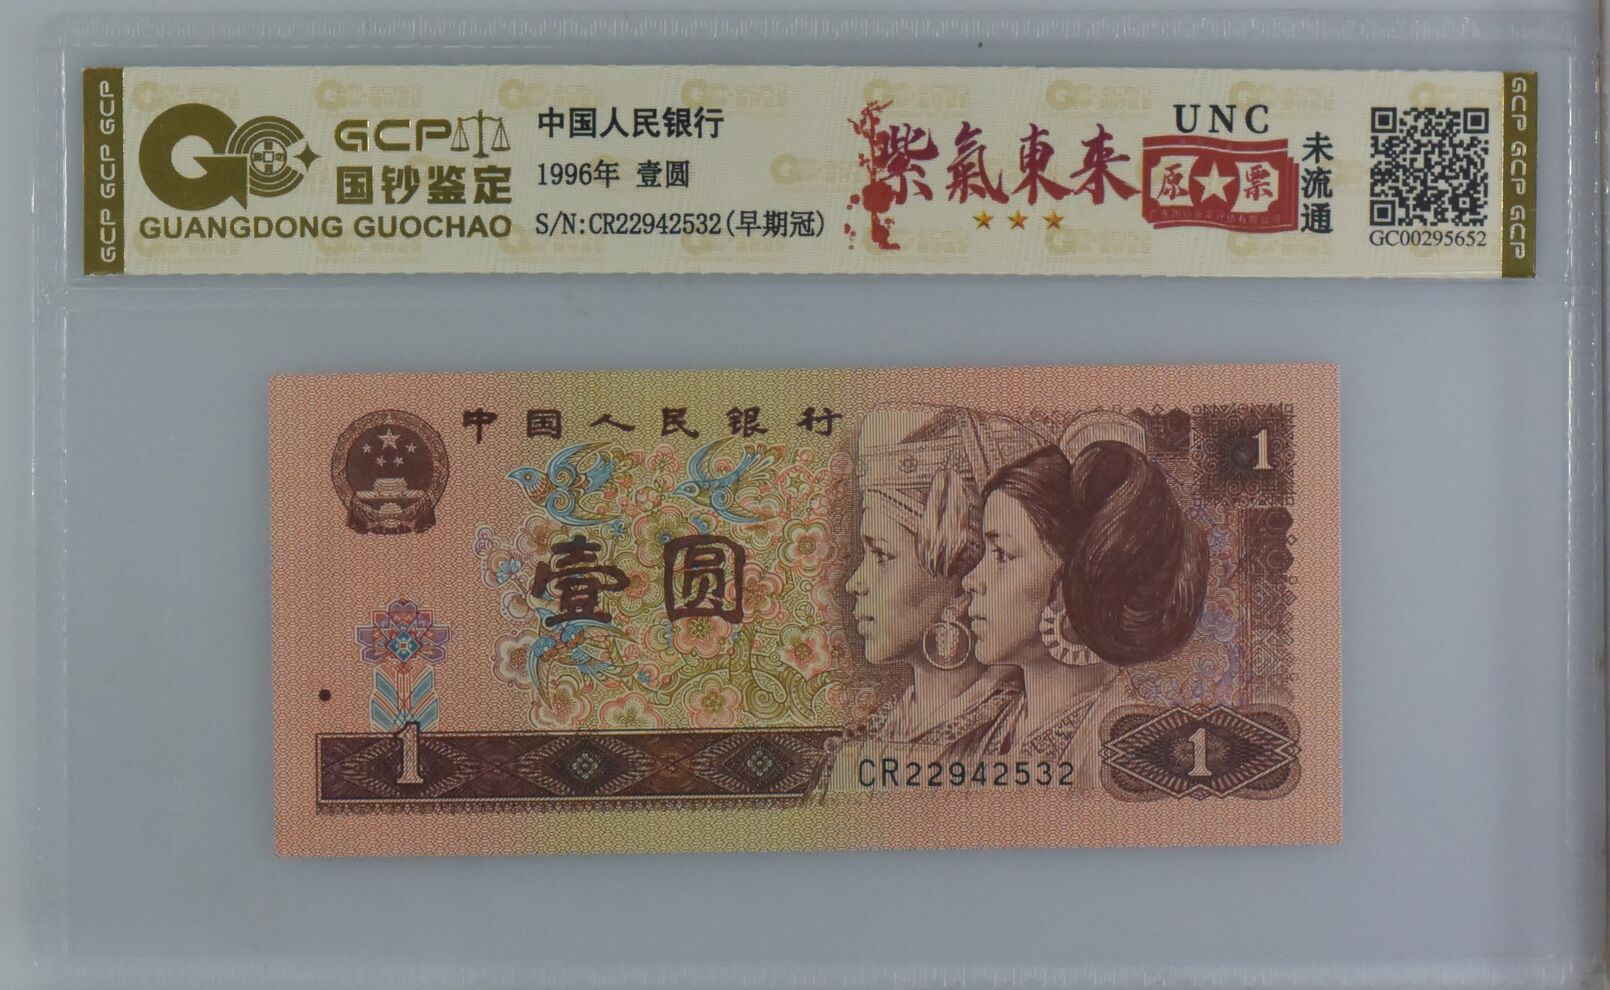 GCP GCP GCP
GCP
国钞鉴定
GUANGDONG GUOCHAO
中国人民银行
1996年 壹圆
S/N:CR22942532(早期冠)
紫氣東来
原★票
UNC
未流通
GC00295652
GCP GCP GCP
中国人民银行
1
壹圆
1
CR22942532
1